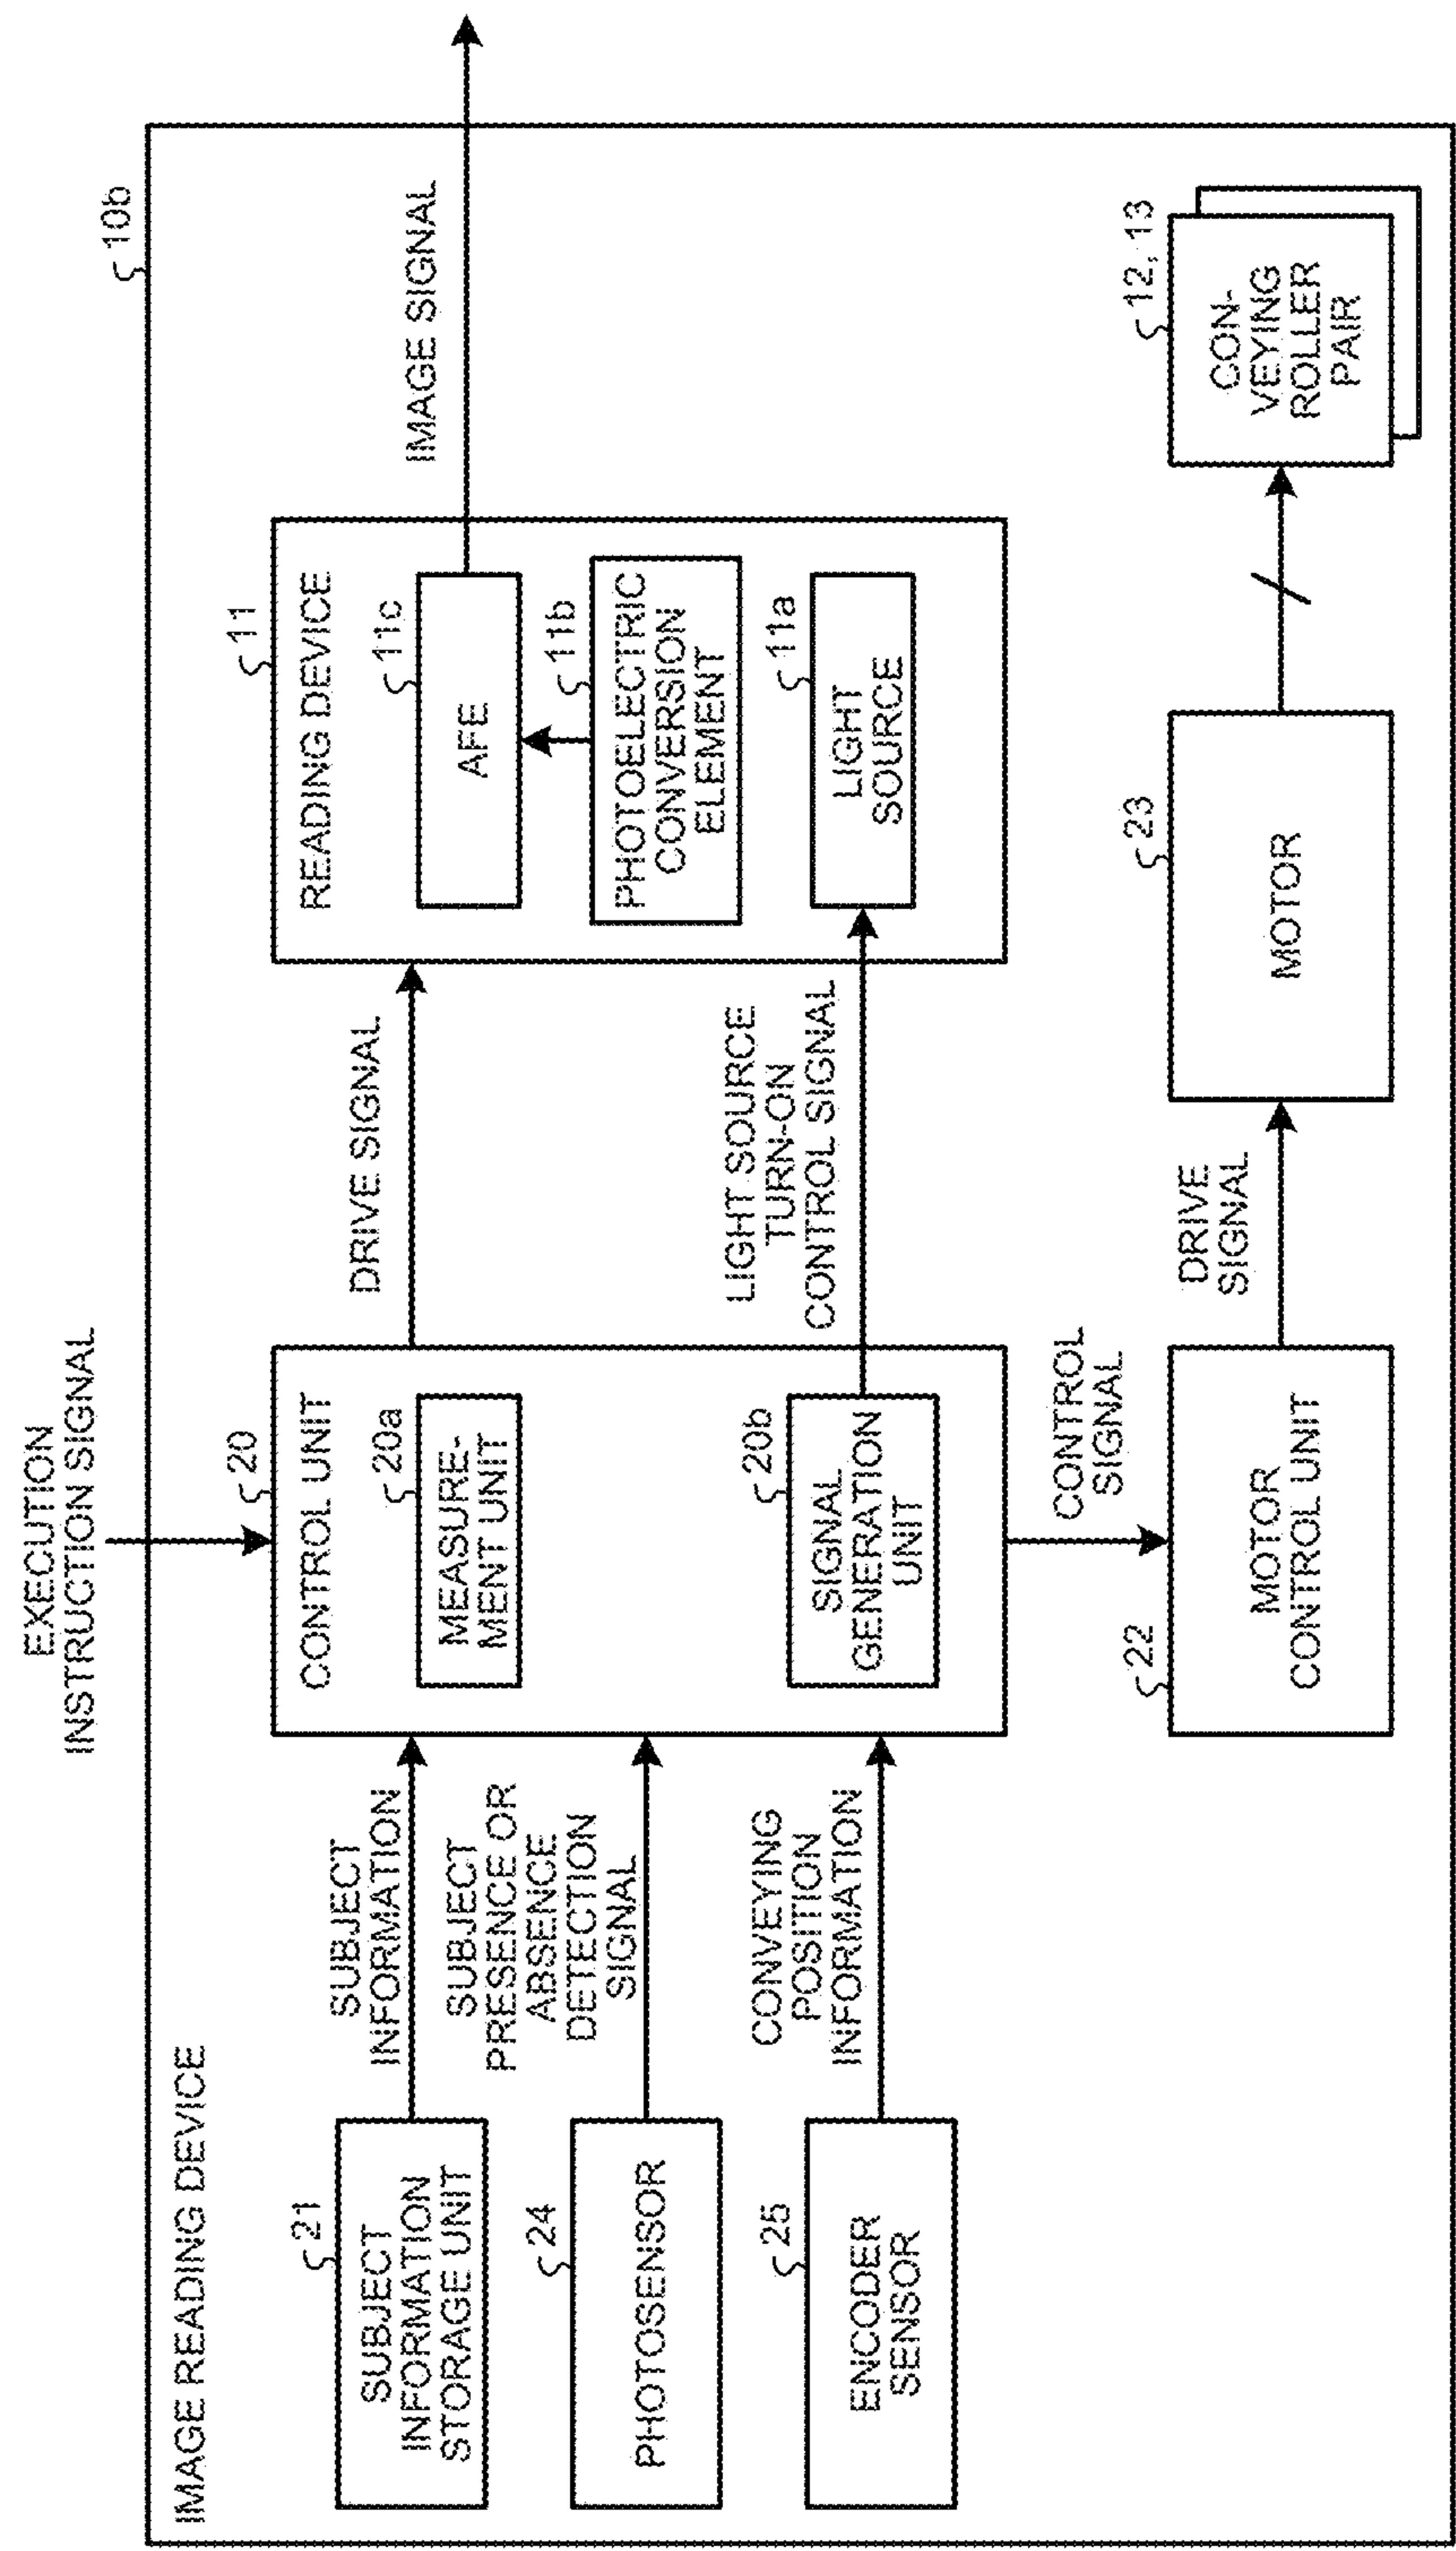 EXECUTION
INSTRUCTION SIGNAL
10b
IMAGE READING DEVICE
21
SUBJECT
INFORMATION
STORAGE UNIT
SUBJECT
INFORMATION
24
PHOTOSENSOR
SUBJECT
PRESENCE OR
ABSENCE
DETECTION
SIGNAL
25
ENCODER
SENSOR
CONVEYING
POSITION
INFORMATION
20
CONTROL UNIT
20a
MEASURE-
MENT UNIT
20b
SIGNAL
GENERATION
UNIT
DRIVE SIGNAL
LIGHT SOURCE
TURN-ON
CONTROL SIGNAL
11
READING DEVICE
11c
AFE
11b
PHOTOELECTRIC
CONVERSION
ELEMENT
11a
LIGHT
SOURCE
IMAGE SIGNAL
CONTROL
SIGNAL
22
MOTOR
CONTROL UNIT
DRIVE
SIGNAL
23
MOTOR
12, 13
CON-
VEYING
ROLLER
PAIR